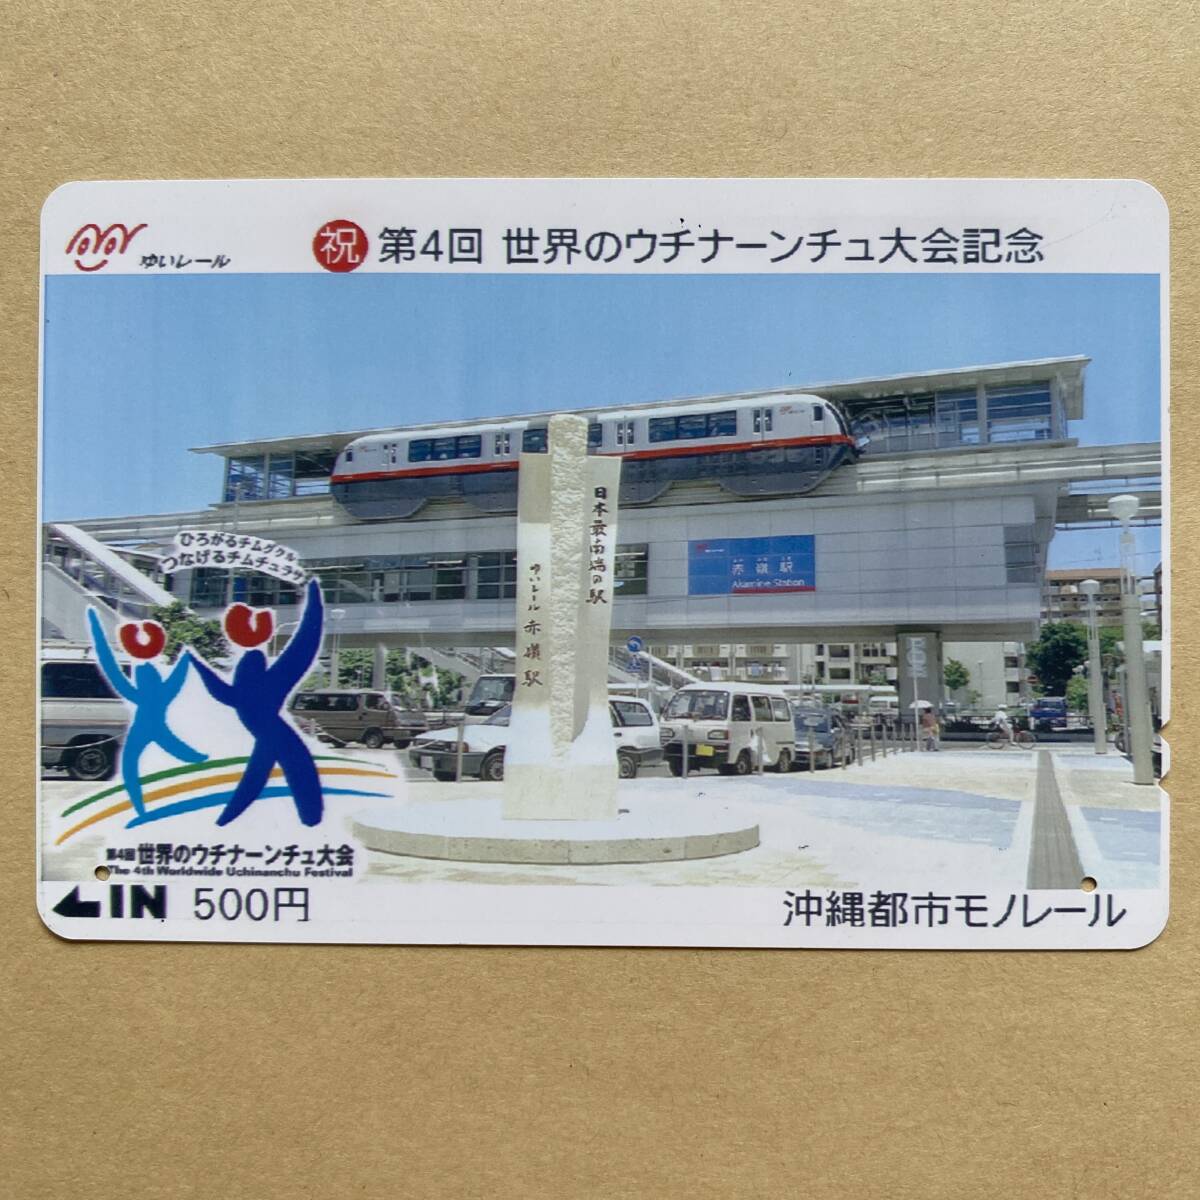 ゆいレール
祝 第4回 世界のウチナーンチュ大会記念
ひろがるチムグクル
つなげるチムチュラサ
日本最南端の駅
ゆいレール 赤嶺駅
赤嶺駅
Akamine Station
第4回 世界のウチナーンチュ大会
The 4th Worldwide Uchinanchu Festival
IN 500円
沖縄都市モノレール